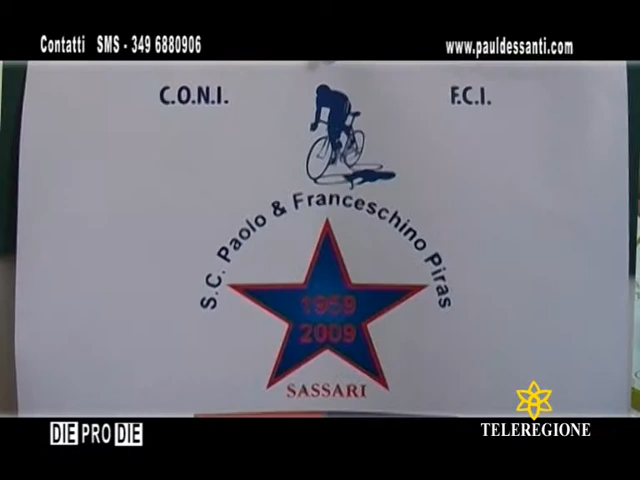 Contatti SMS - 349 6880906
www.pauldessanti.com
C.O.N.I.
F.C.I.
S.C. Paolo & Franceschino Piras
1959
2009
SASSARI
DIE PRO DIE
TELEREGIONE